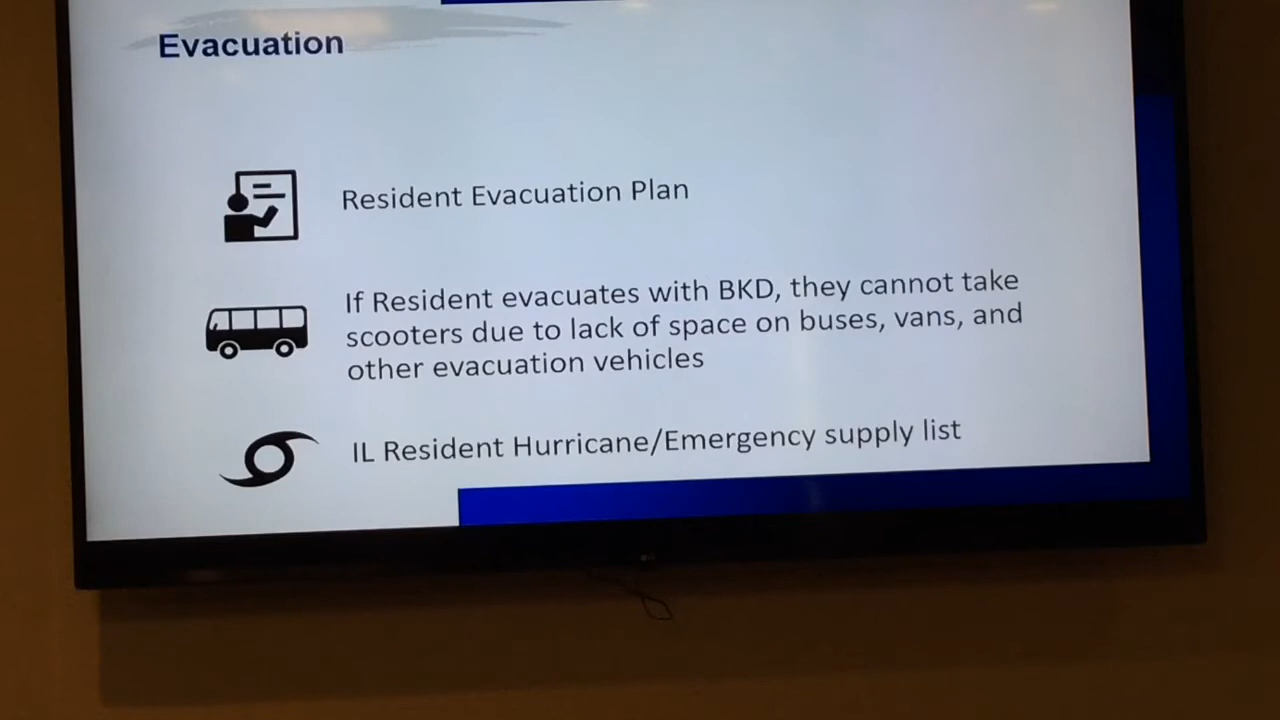 Evacuation
Resident Evacuation Plan
If Resident evacuates with BKD, they cannot take
scooters due to lack of space on buses, vans, and
other evacuation vehicles
IL Resident Hurricane/Emergency supply list
LG